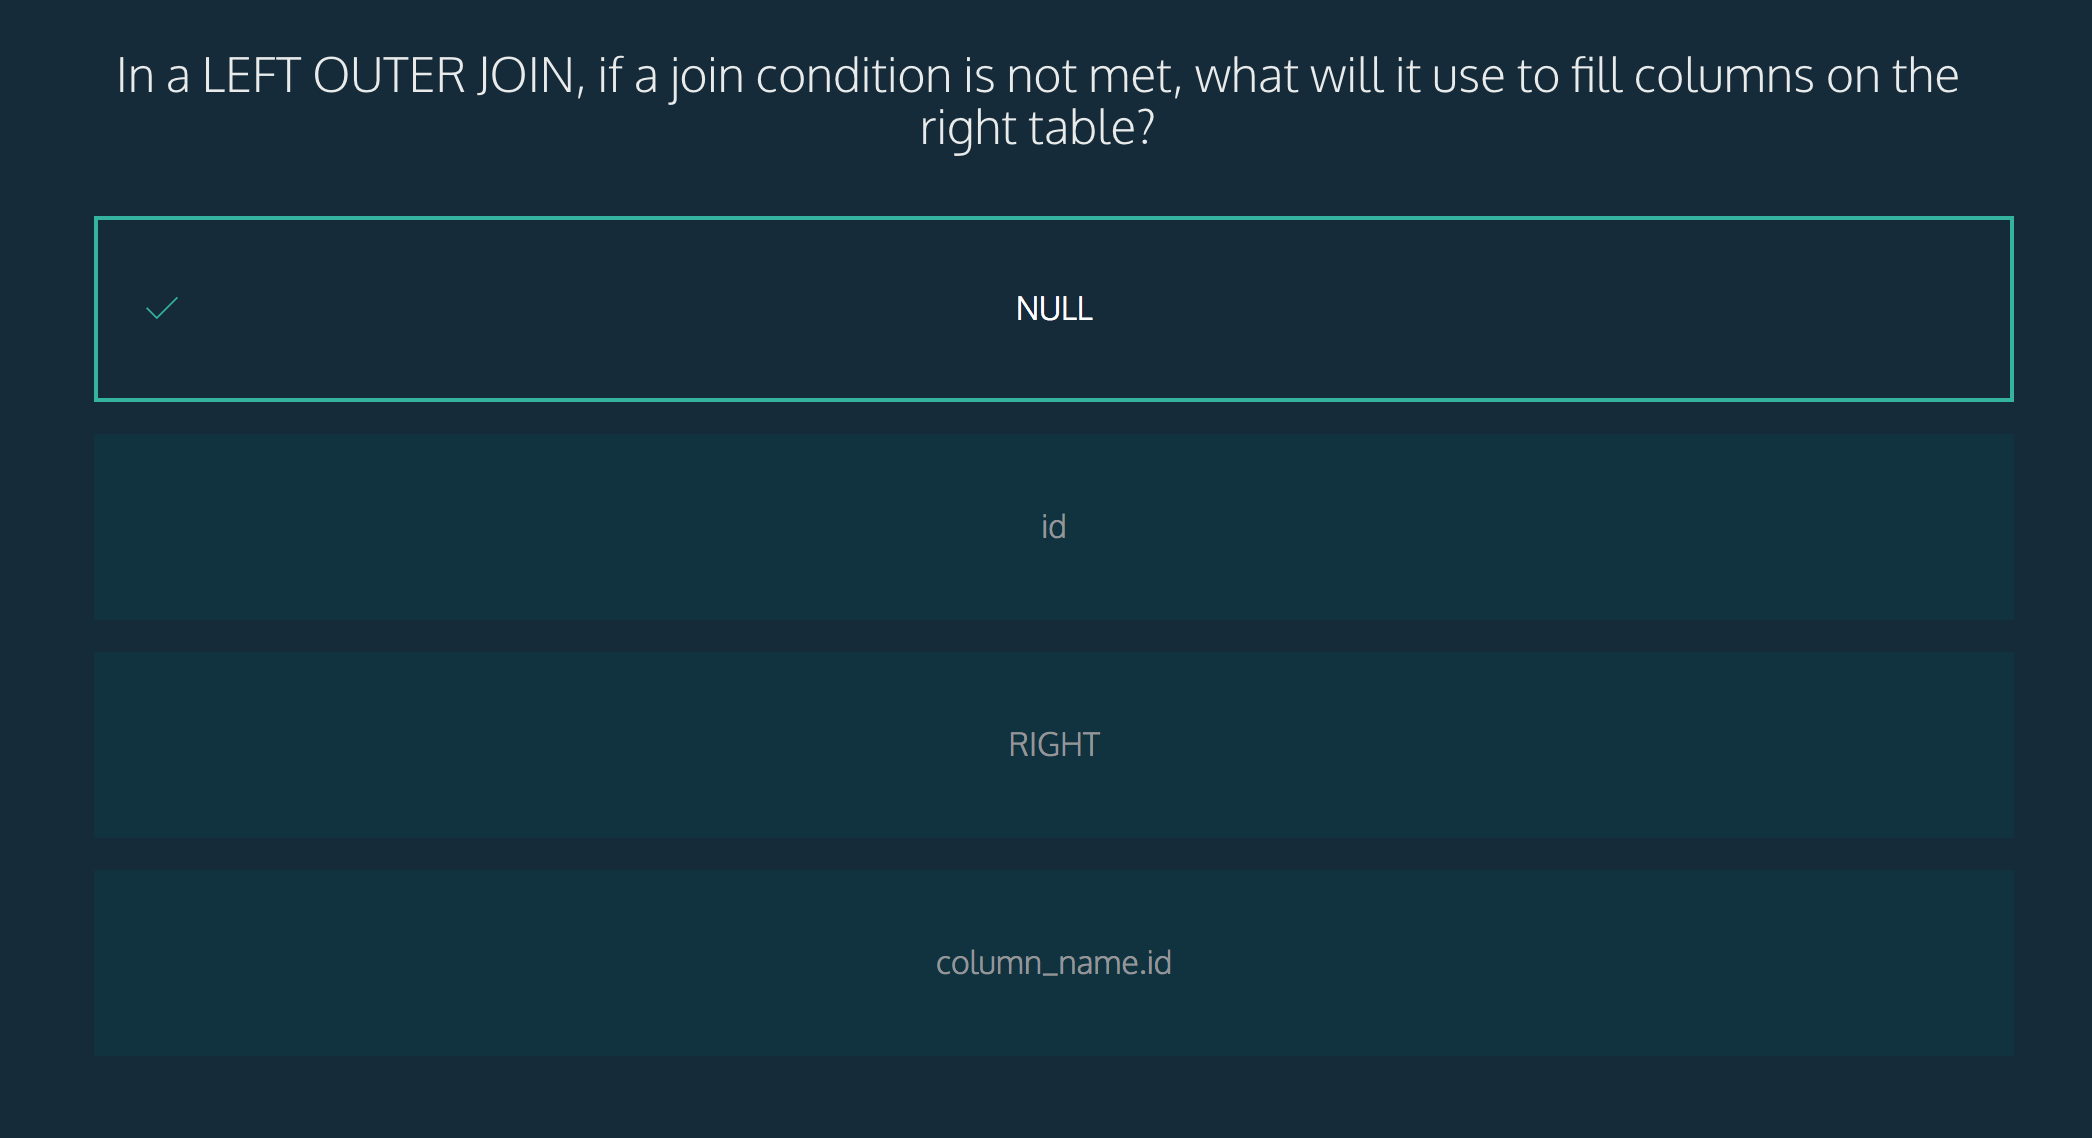 In a LEFT OUTER JOIN, if a join condition is not met, what will it use to fill columns on the
right table?
NULL
id
RIGHT
column_name.id